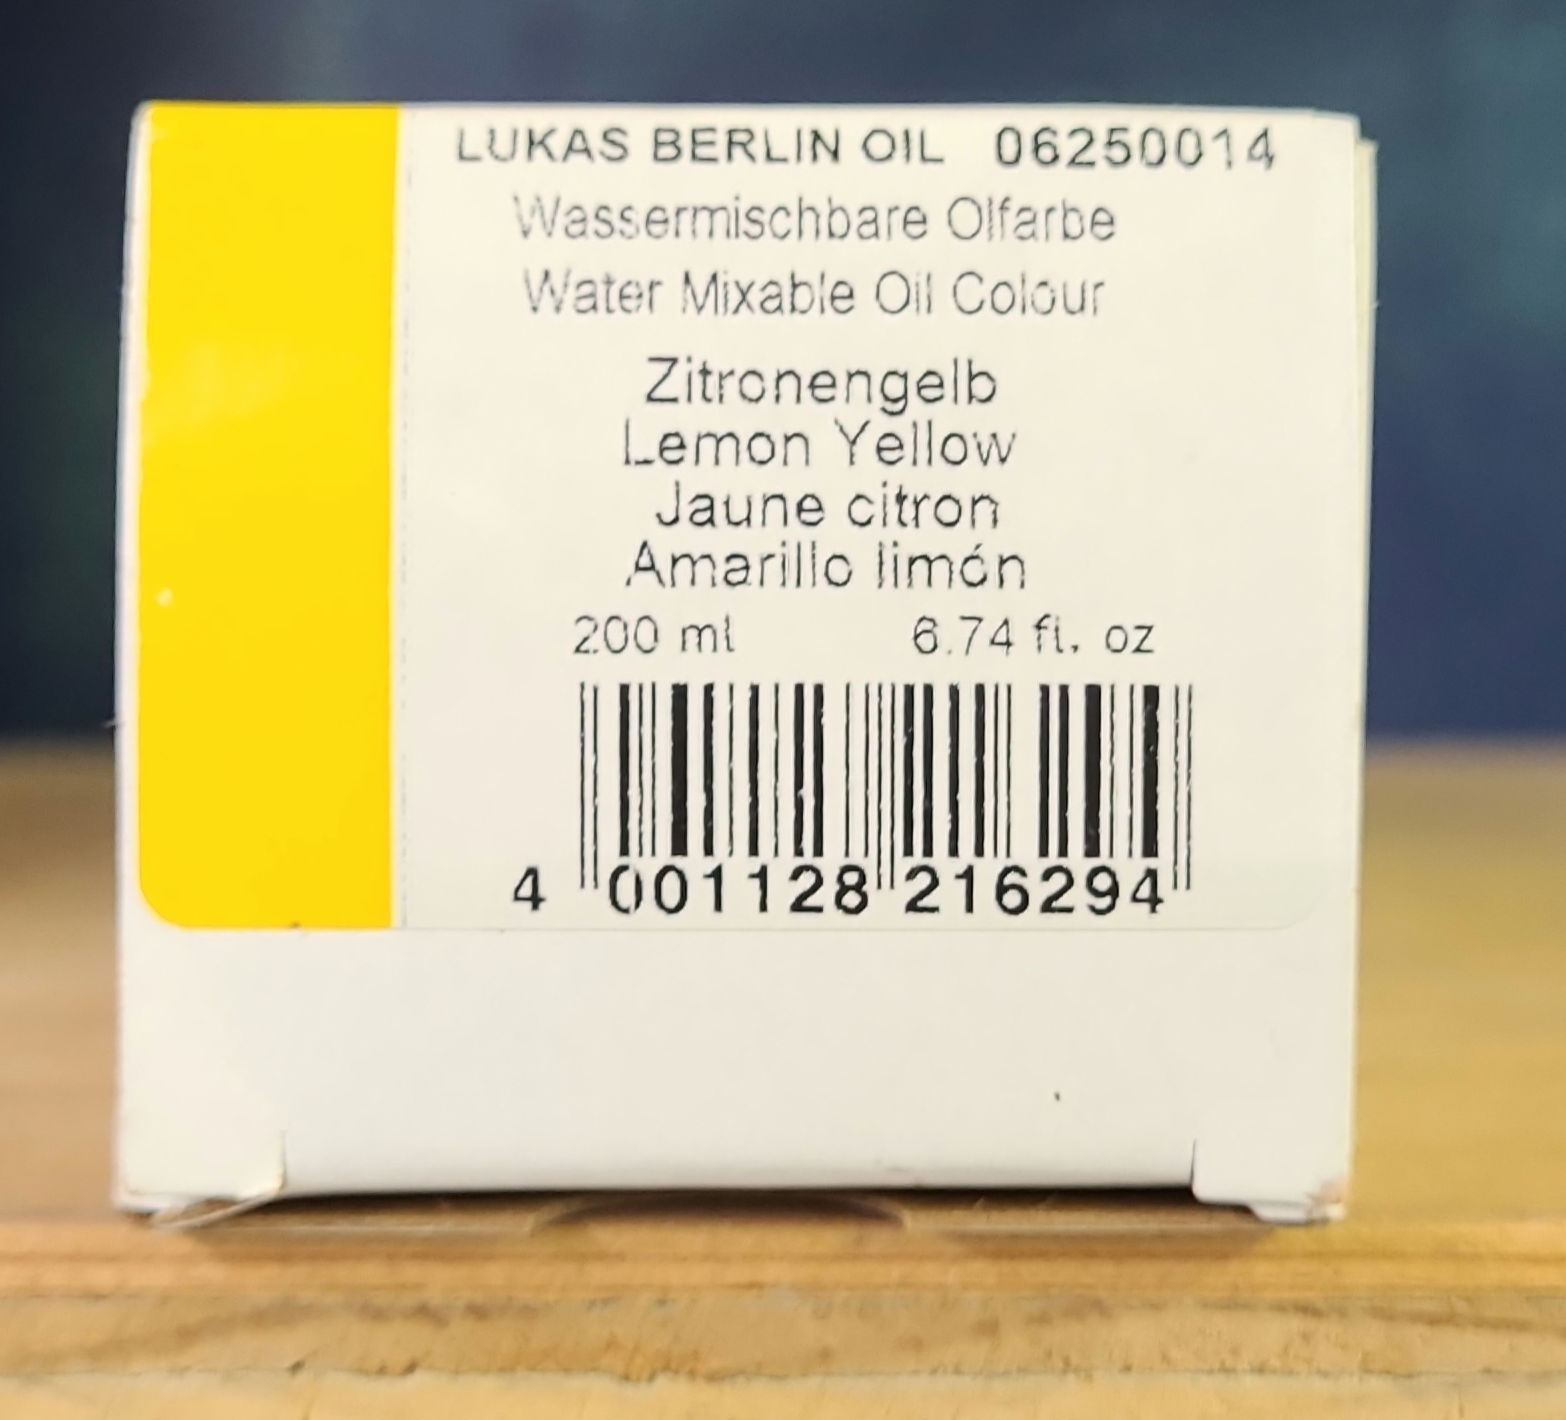 LUKAS BERLIN OIL 06250014
Wassermischbare Olfarbe
Water Mixable Oil Colour
Zitronengelb
Lemon Yellow
Jaune citron
Amarillo limón
200 ml 6.74 fl. oz
4 001128 216294